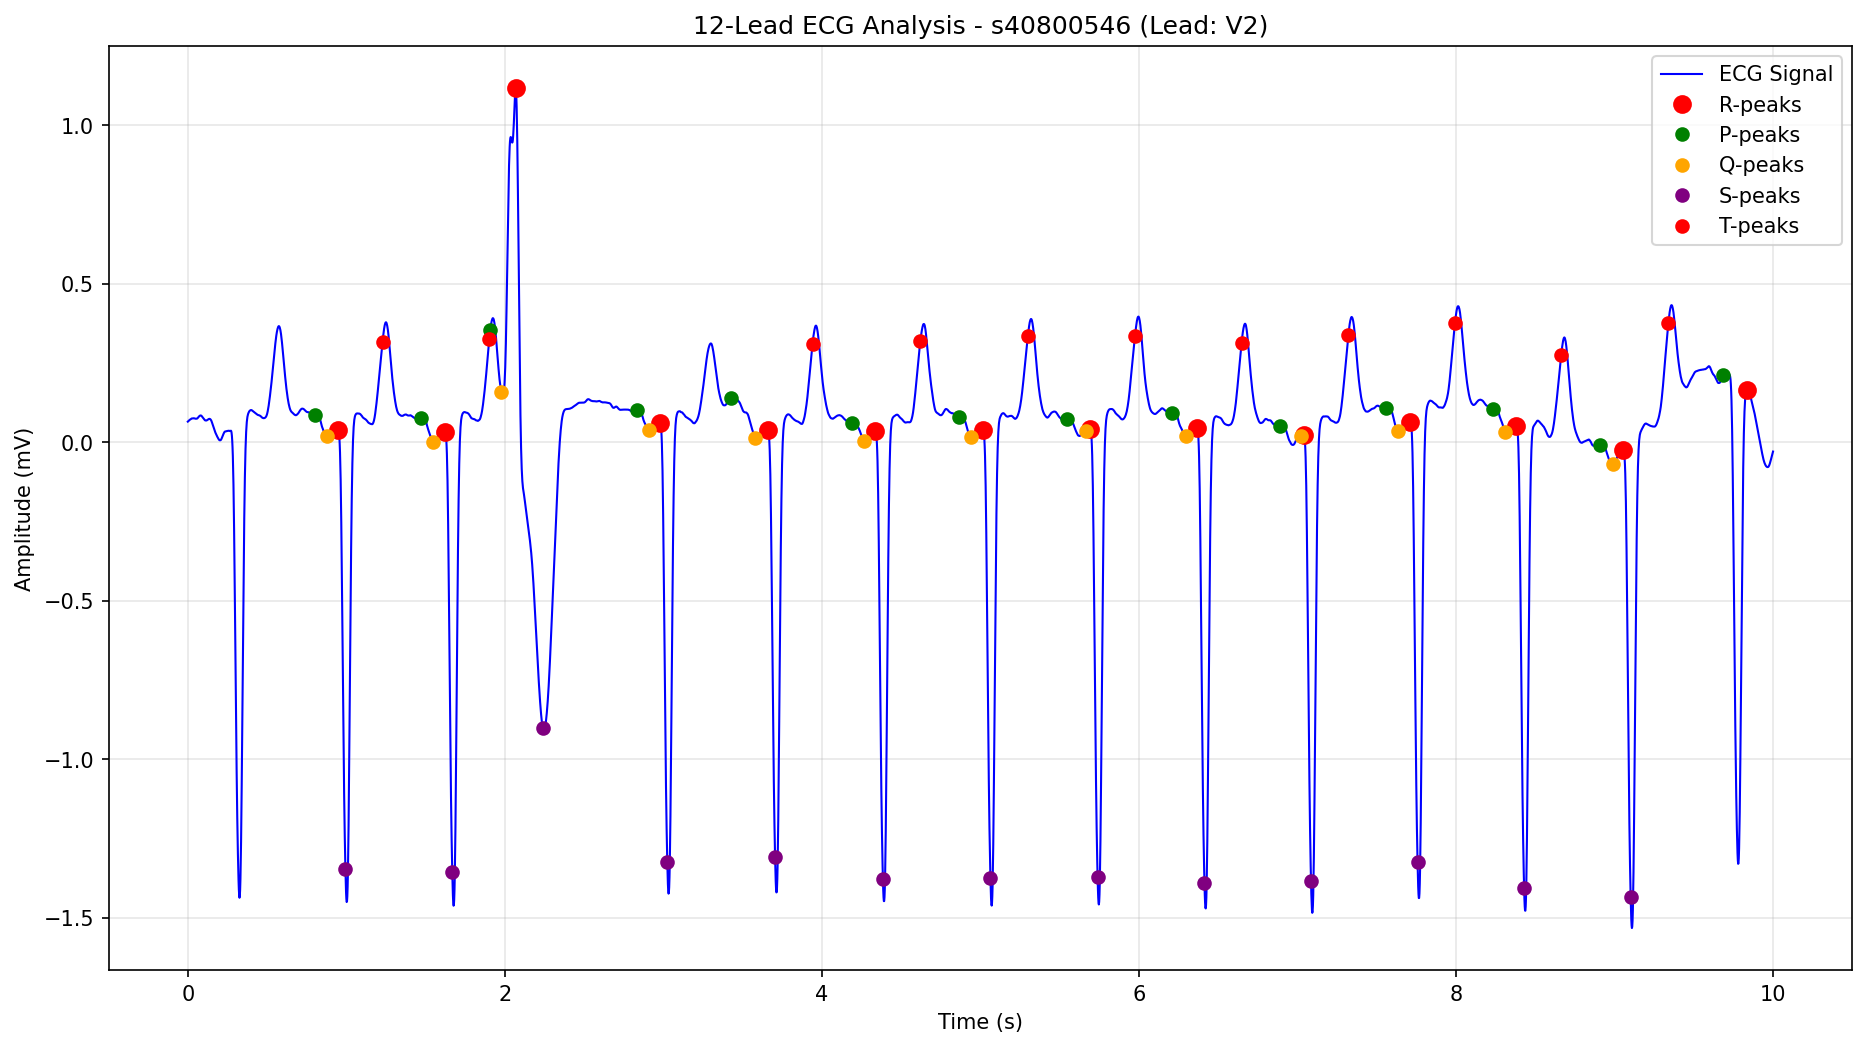 12-Lead ECG Analysis - s40800546 (Lead: V2)
ECG Signal
R-peaks
P-peaks
Q-peaks
S-peaks
T-peaks
1.0
0.5
0.0
−0.5
−1.0
−1.5
Amplitude (mV)
0 2 4 6 8 10
Time (s)